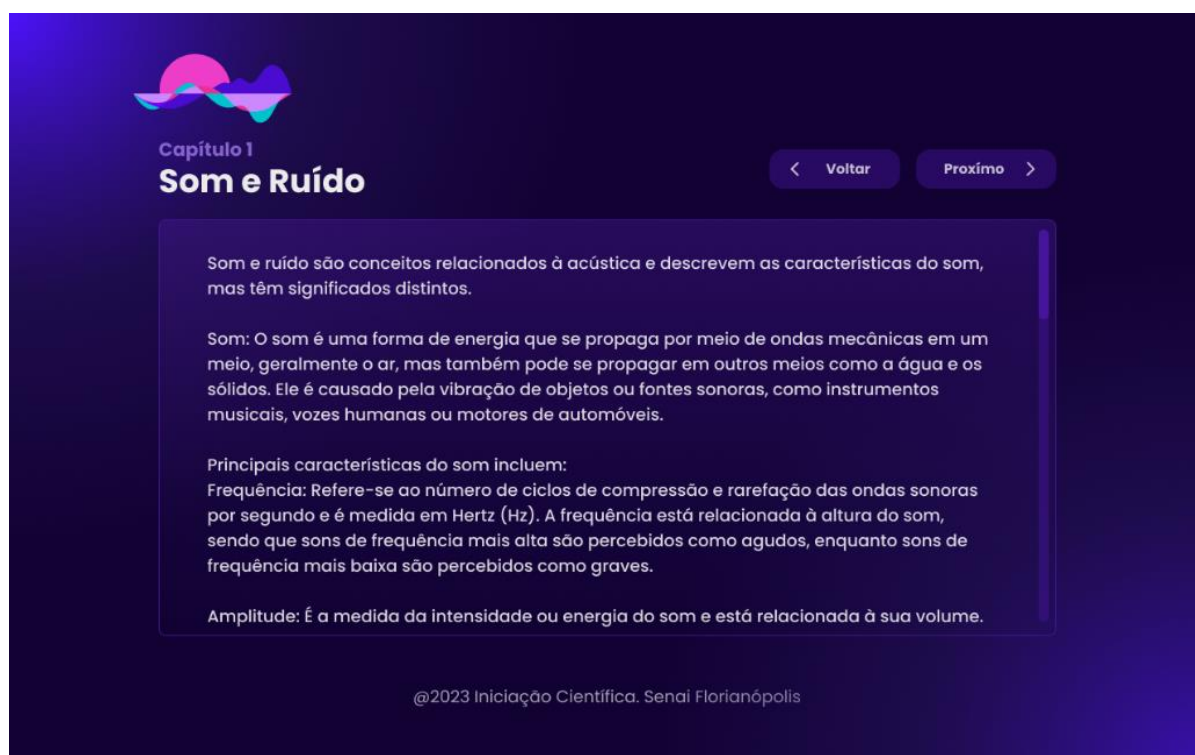 Capítulo 1
Som e Ruído
Voltar
Proxímo
Som e ruído são conceitos relacionados à acústica e descrevem as características do som,
mas têm significados distintos.
Som: O som é uma forma de energia que se propaga por meio de ondas mecânicas em um
meio, geralmente o ar, mas também pode se propagar em outros meios como a água e os
sólidos. Ele é causado pela vibração de objetos ou fontes sonoras, como instrumentos
musicais, vozes humanas ou motores de automóveis.
Principais características do som incluem:
Frequência: Refere-se ao número de ciclos de compressão e rarefação das ondas sonoras
por segundo e é medida em Hertz (Hz). A frequência está relacionada à altura do som,
sendo que sons de frequência mais alta são percebidos como agudos, enquanto sons de
frequência mais baixa são percebidos como graves.
Amplitude: É a medida da intensidade ou energia do som e está relacionada à sua volume.
@2023 Iniciação Científica. Senai Florianópolis